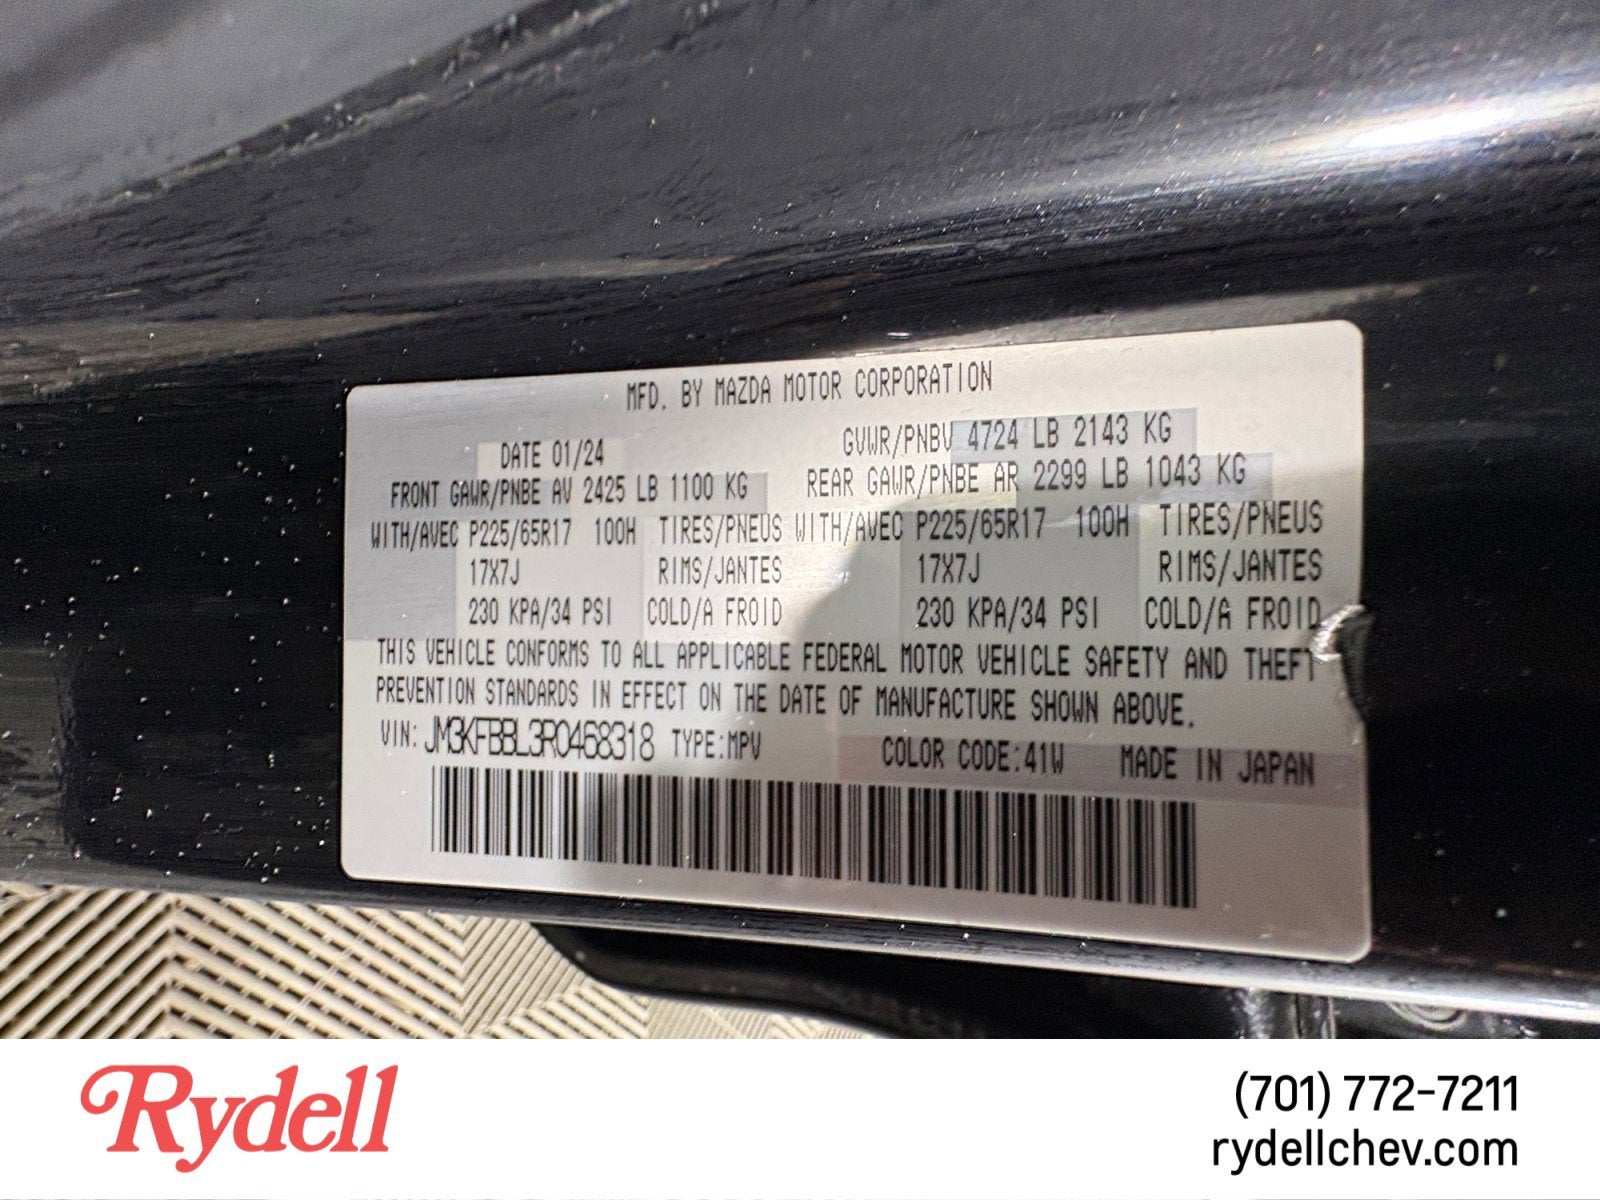 MFD. BY MAZDA MOTOR CORPORATION
DATE 01/24
GVWR/PNBV 4724 LB 2143 KG
FRONT GAWR/PNBE AV 2425 LB 1100 KG
REAR GAWR/PNBE AR 2299 LB 1043 KG
WITH/AVEC P225/65R17 100H TIRES/PNEUS WITH/AVEC P225/65R17 100H TIRES/PNEUS
17X7J RIMS/JANTES 17X7J RIMS/JANTES
230 KPA/34 PSI COLD/A FROID 230 KPA/34 PSI COLD/A FROID
THIS VEHICLE CONFORMS TO ALL APPLICABLE FEDERAL MOTOR VEHICLE SAFETY AND THEFT
PREVENTION STANDARDS IN EFFECT ON THE DATE OF MANUFACTURE SHOWN ABOVE.
VIN: JM3KFBBL3R0468318 TYPE:MPV COLOR CODE:41W MADE IN JAPAN
Rydell
(701) 772-7211
rydellchev.com